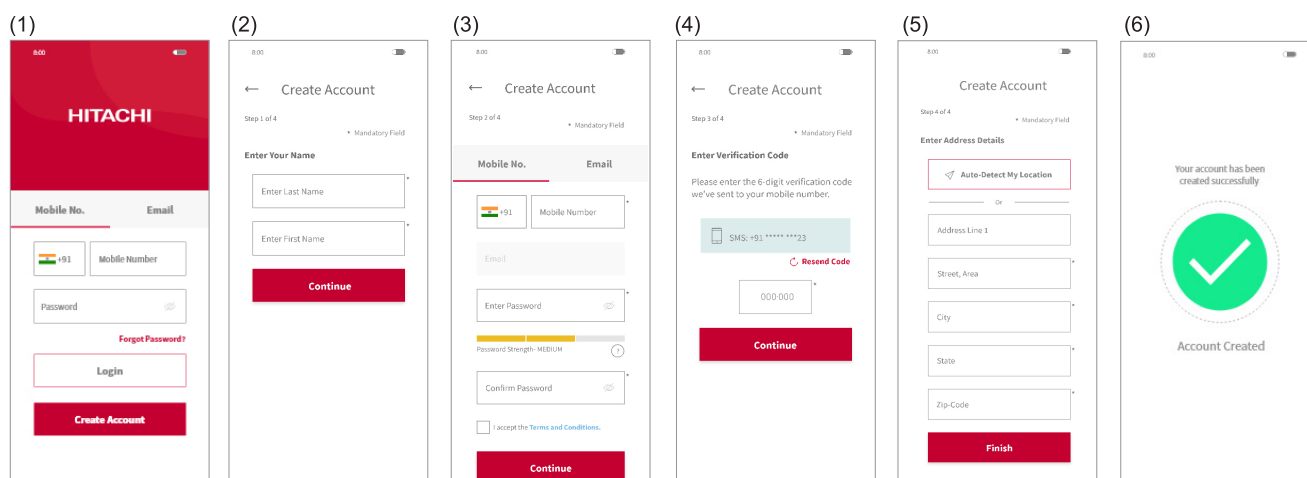 (1)
8:00
HITACHI
Mobile No. Email
+91 Mobile Number
Password
Forgot Password?
Login
Create Account
(2)
8:00
← Create Account
Step 1 of 4
* Mandatory Field
Enter Your Name
Enter Last Name *
Enter First Name *
Continue
(3)
8:00
← Create Account
Step 2 of 4
* Mandatory Field
Mobile No. Email
+91 Mobile Number *
Email
Enter Password *
Password Strength- MEDIUM ?
Confirm Password *
I accept the Terms and Conditions.
Continue
(4)
8:00
← Create Account
Step 3 of 4
* Mandatory Field
Enter Verification Code
Please enter the 6-digit verification code
we've sent to your mobile number.
SMS: +91 ***** ***23
Resend Code
000-000 *
Continue
(5)
8:00
Create Account
Step 4 of 4
* Mandatory Field
Enter Address Details
Auto-Detect My Location
Or
Address Line 1
Street, Area *
City *
State *
Zip-Code *
Finish
(6)
8:00
Your account has been
created successfully
Account Created